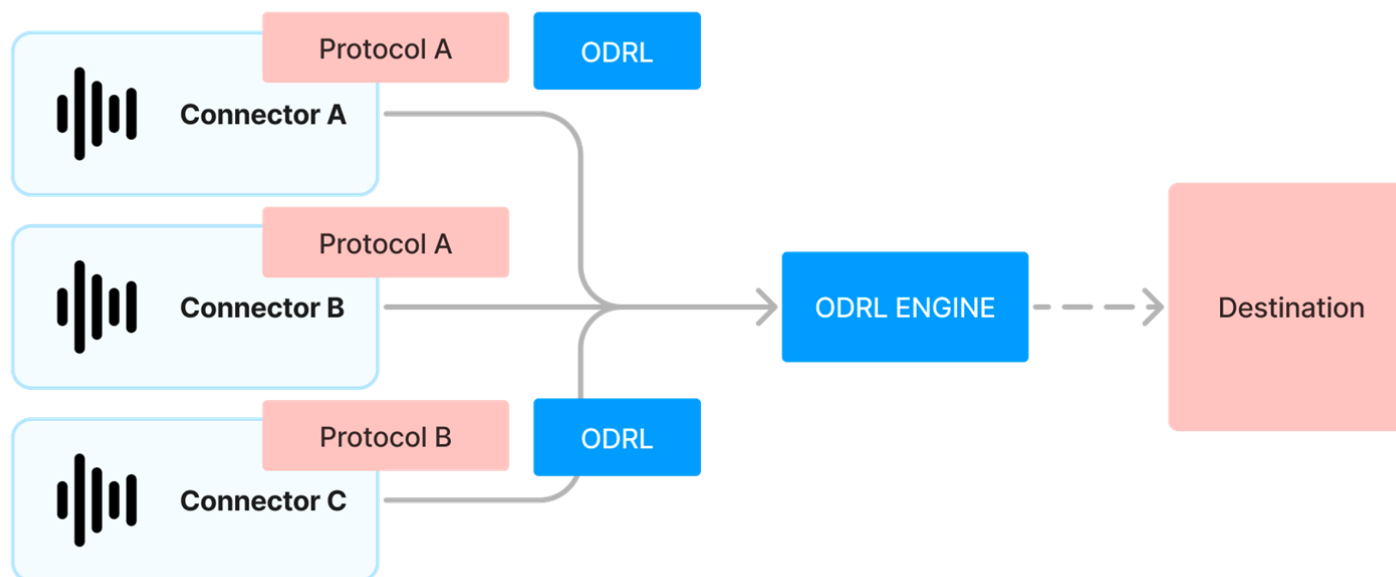 Protocol A
ODRL
Connector A
Protocol A
Connector B
ODRL ENGINE
Destination
Protocol B
ODRL
Connector C